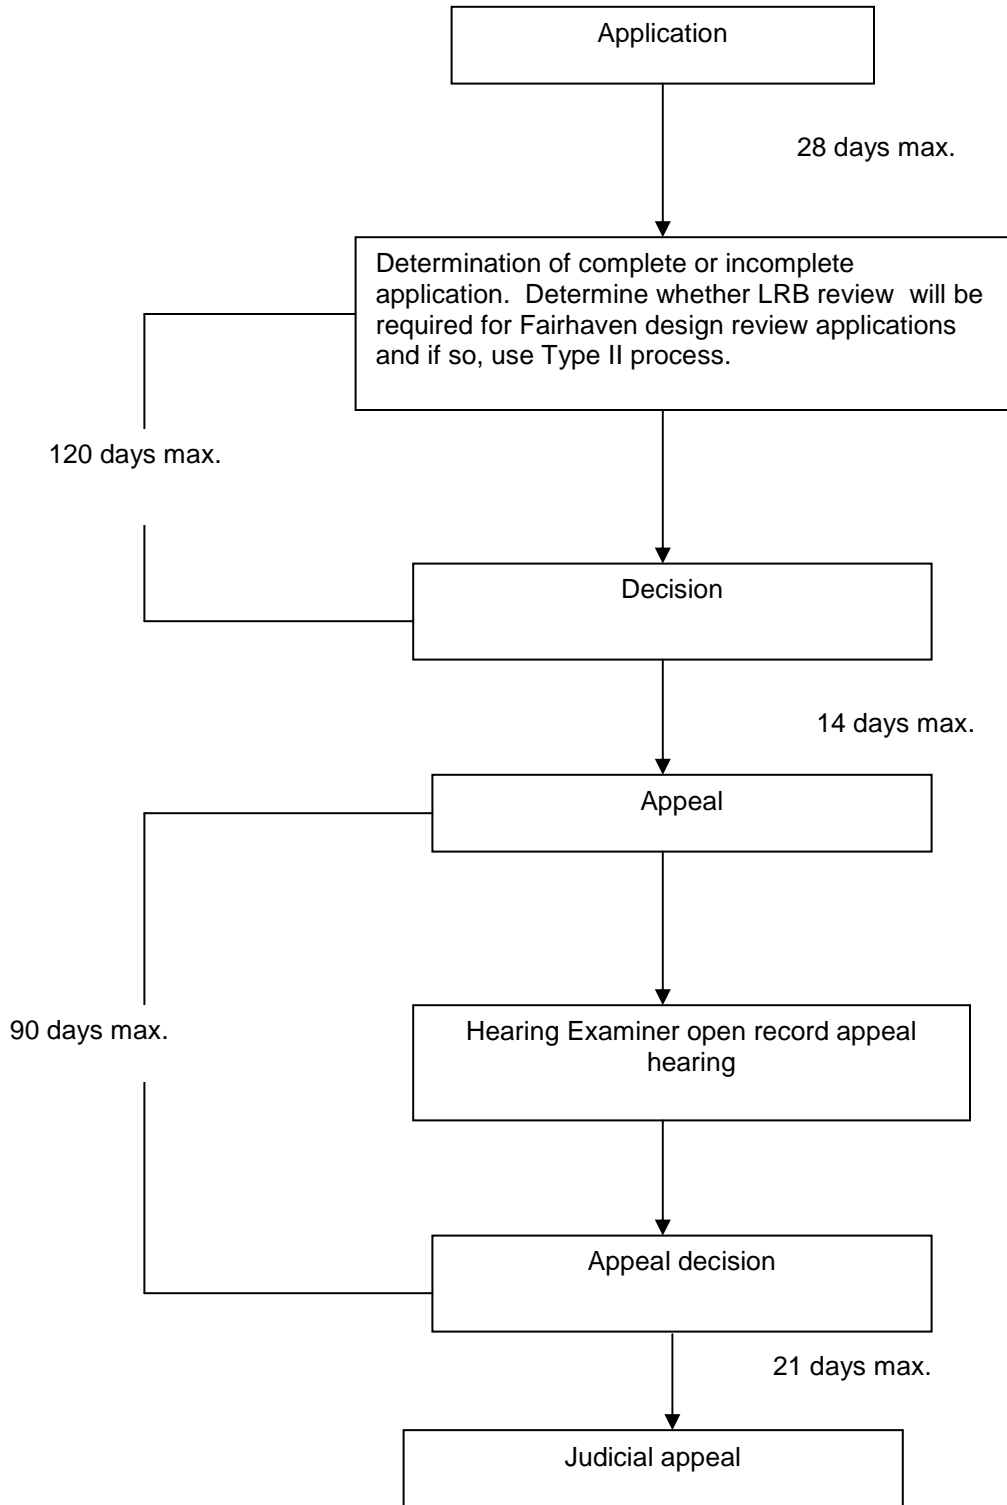 Application
28 days max.
Determination of complete or incomplete
application.  Determine whether LRB review  will be
required for Fairhaven design review applications
and if so, use Type II process.
120 days max.
Decision
14 days max.
Appeal
90 days max.
Hearing Examiner open record appeal
hearing
Appeal decision
21 days max.
Judicial appeal